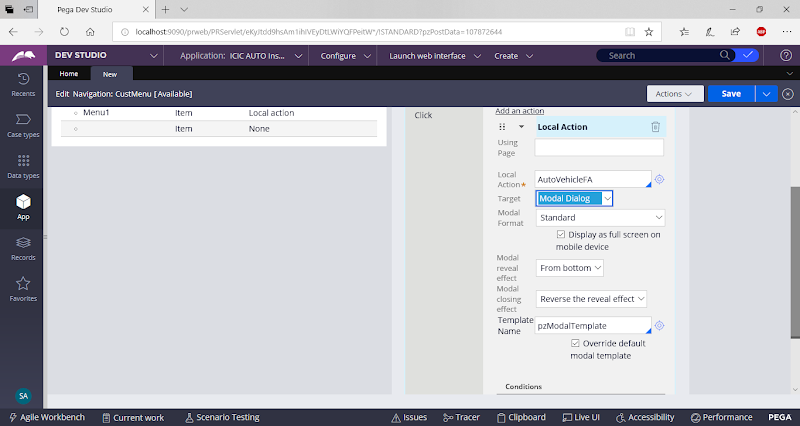 Pega Dev Studio
localhost:9090/prweb/PRServlet/eKyJtdd9hsAm1ihIVEyDtLWiYQFPeitW*/!STANDARD?pzPostData=107872644
ABP
DEV STUDIO
Application: ICIC AUTO Ins...
Configure
Launch web interface
Create
Search
Home
New
Recents
Edit Navigation: CustMenu [Available]
Actions
Save
Menu1 Item Local action
Item None
Click
Add an action
Local Action
Using Page
Local Action★ AutoVehicleFA
Target Modal Dialog
Modal Format Standard
Display as full screen on mobile device
Modal reveal effect From bottom
Modal closing effect Reverse the reveal effect
Template Name pzModalTemplate
Override default modal template
Conditions
Case types
Data types
App
Records
Favorites
SA
Agile Workbench
Current work
Scenario Testing
Issues
Tracer
Clipboard
Live UI
Accessibility
Performance
PEGA